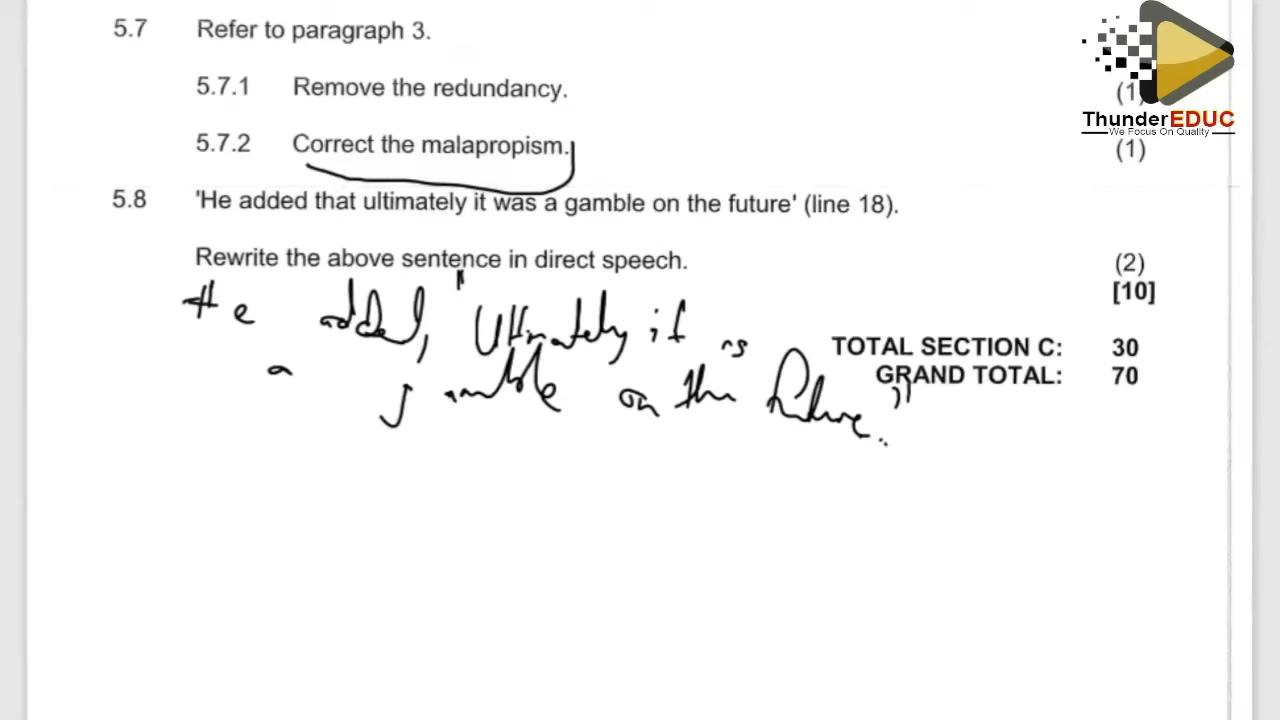 5.7 Refer to paragraph 3.
5.7.1 Remove the redundancy. (1)
ThunderEDUC
We Focus On Quality
5.7.2 Correct the malapropism. (1)
5.8 'He added that ultimately it was a gamble on the future' (line 18).
Rewrite the above sentence in direct speech. (2)
[10]
He added, "Ultimately it is
a gamble on the future."
TOTAL SECTION C: 30
GRAND TOTAL: 70